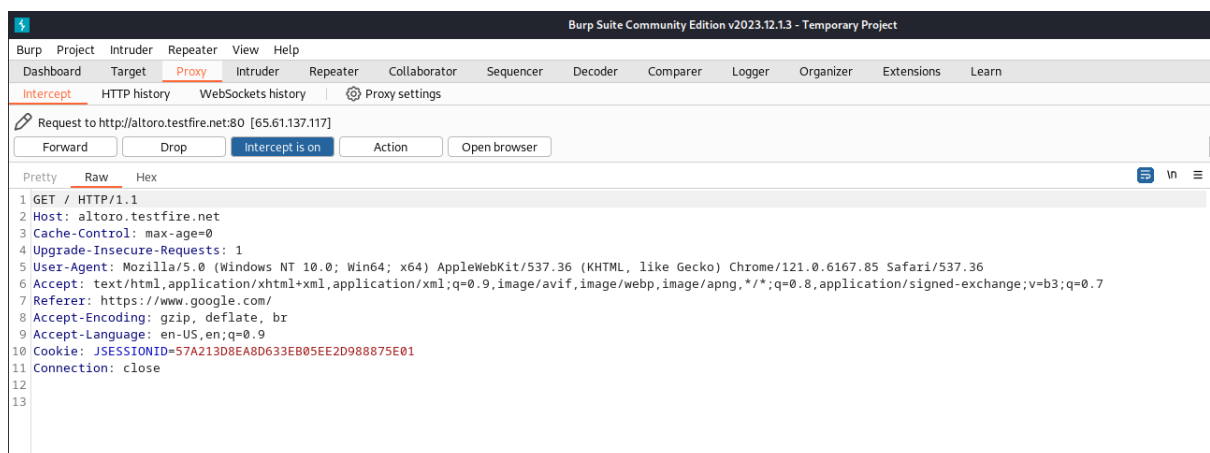 Burp Suite Community Edition v2023.12.1.3 - Temporary Project
Burp Project Intruder Repeater View Help
Dashboard Target Proxy Intruder Repeater Collaborator Sequencer Decoder Comparer Logger Organizer Extensions Learn
Intercept HTTP history WebSockets history Proxy settings
Request to http://altoro.testfire.net:80 [65.61.137.117]
Forward Drop Intercept is on Action Open browser
Pretty Raw Hex \n
1 GET / HTTP/1.1
2 Host: altoro.testfire.net
3 Cache-Control: max-age=0
4 Upgrade-Insecure-Requests: 1
5 User-Agent: Mozilla/5.0 (Windows NT 10.0; Win64; x64) AppleWebKit/537.36 (KHTML, like Gecko) Chrome/121.0.6167.85 Safari/537.36
6 Accept: text/html,application/xhtml+xml,application/xml;q=0.9,image/avif,image/webp,image/apng,*/*;q=0.8,application/signed-exchange;v=b3;q=0.7
7 Referer: https://www.google.com/
8 Accept-Encoding: gzip, deflate, br
9 Accept-Language: en-US,en;q=0.9
10 Cookie: JSESSIONID=57A213D8EA8D633EB05EE2D988875E01
11 Connection: close
12
13